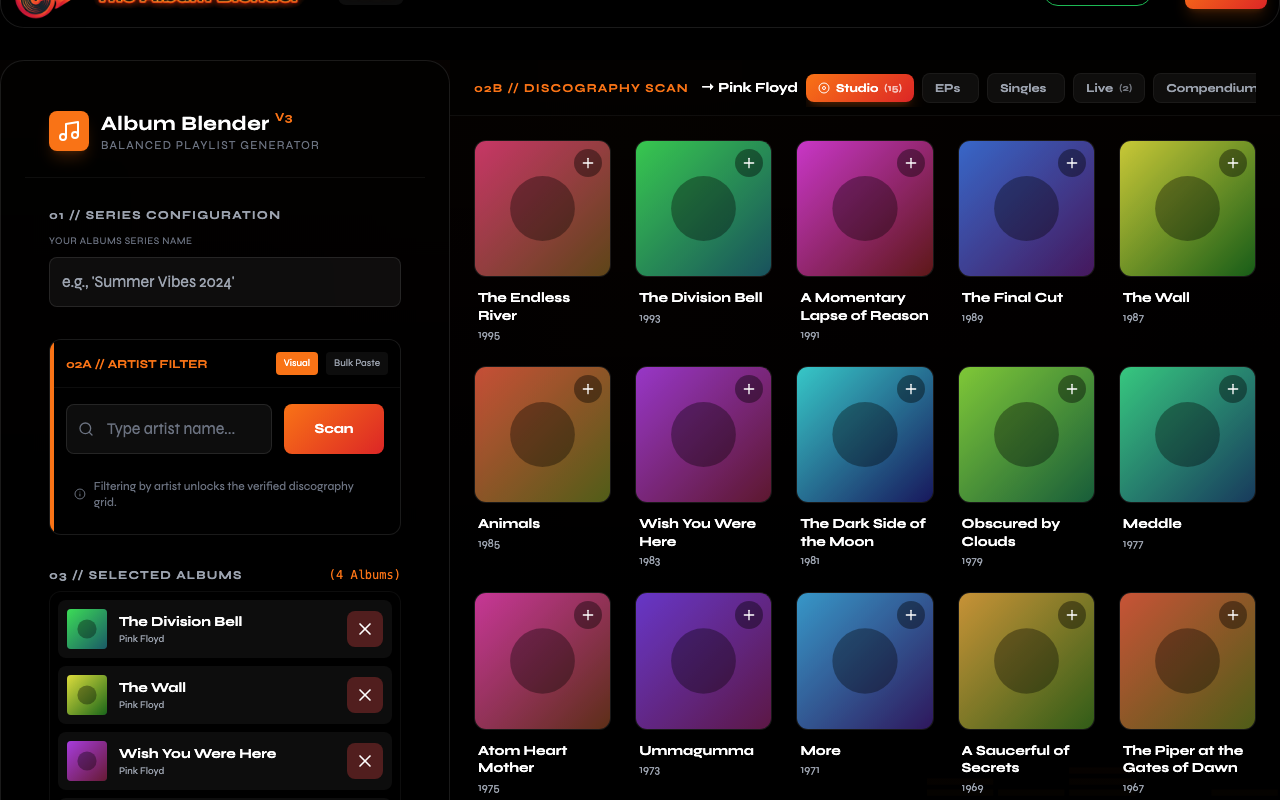 Album Blender V3
BALANCED PLAYLIST GENERATOR
01 // SERIES CONFIGURATION
YOUR ALBUMS SERIES NAME
e.g., 'Summer Vibes 2024'
02A // ARTIST FILTER
Visual
Bulk Paste
Type artist name...
Scan
Filtering by artist unlocks the verified discography
grid.
03 // SELECTED ALBUMS
(4 Albums)
The Division Bell
Pink Floyd
The Wall
Pink Floyd
Wish You Were Here
Pink Floyd
02B // DISCOGRAPHY SCAN
→ Pink Floyd
Studio (15)
EPs
Singles
Live (2)
Compendium
The Endless
River
1995
The Division Bell
1993
A Momentary
Lapse of Reason
1991
The Final Cut
1989
The Wall
1987
Animals
1985
Wish You Were
Here
1983
The Dark Side of
the Moon
1981
Obscured by
Clouds
1979
Meddle
1977
Atom Heart
Mother
1975
Ummagumma
1973
More
1971
A Saucerful of
Secrets
1969
The Piper at the
Gates of Dawn
1967